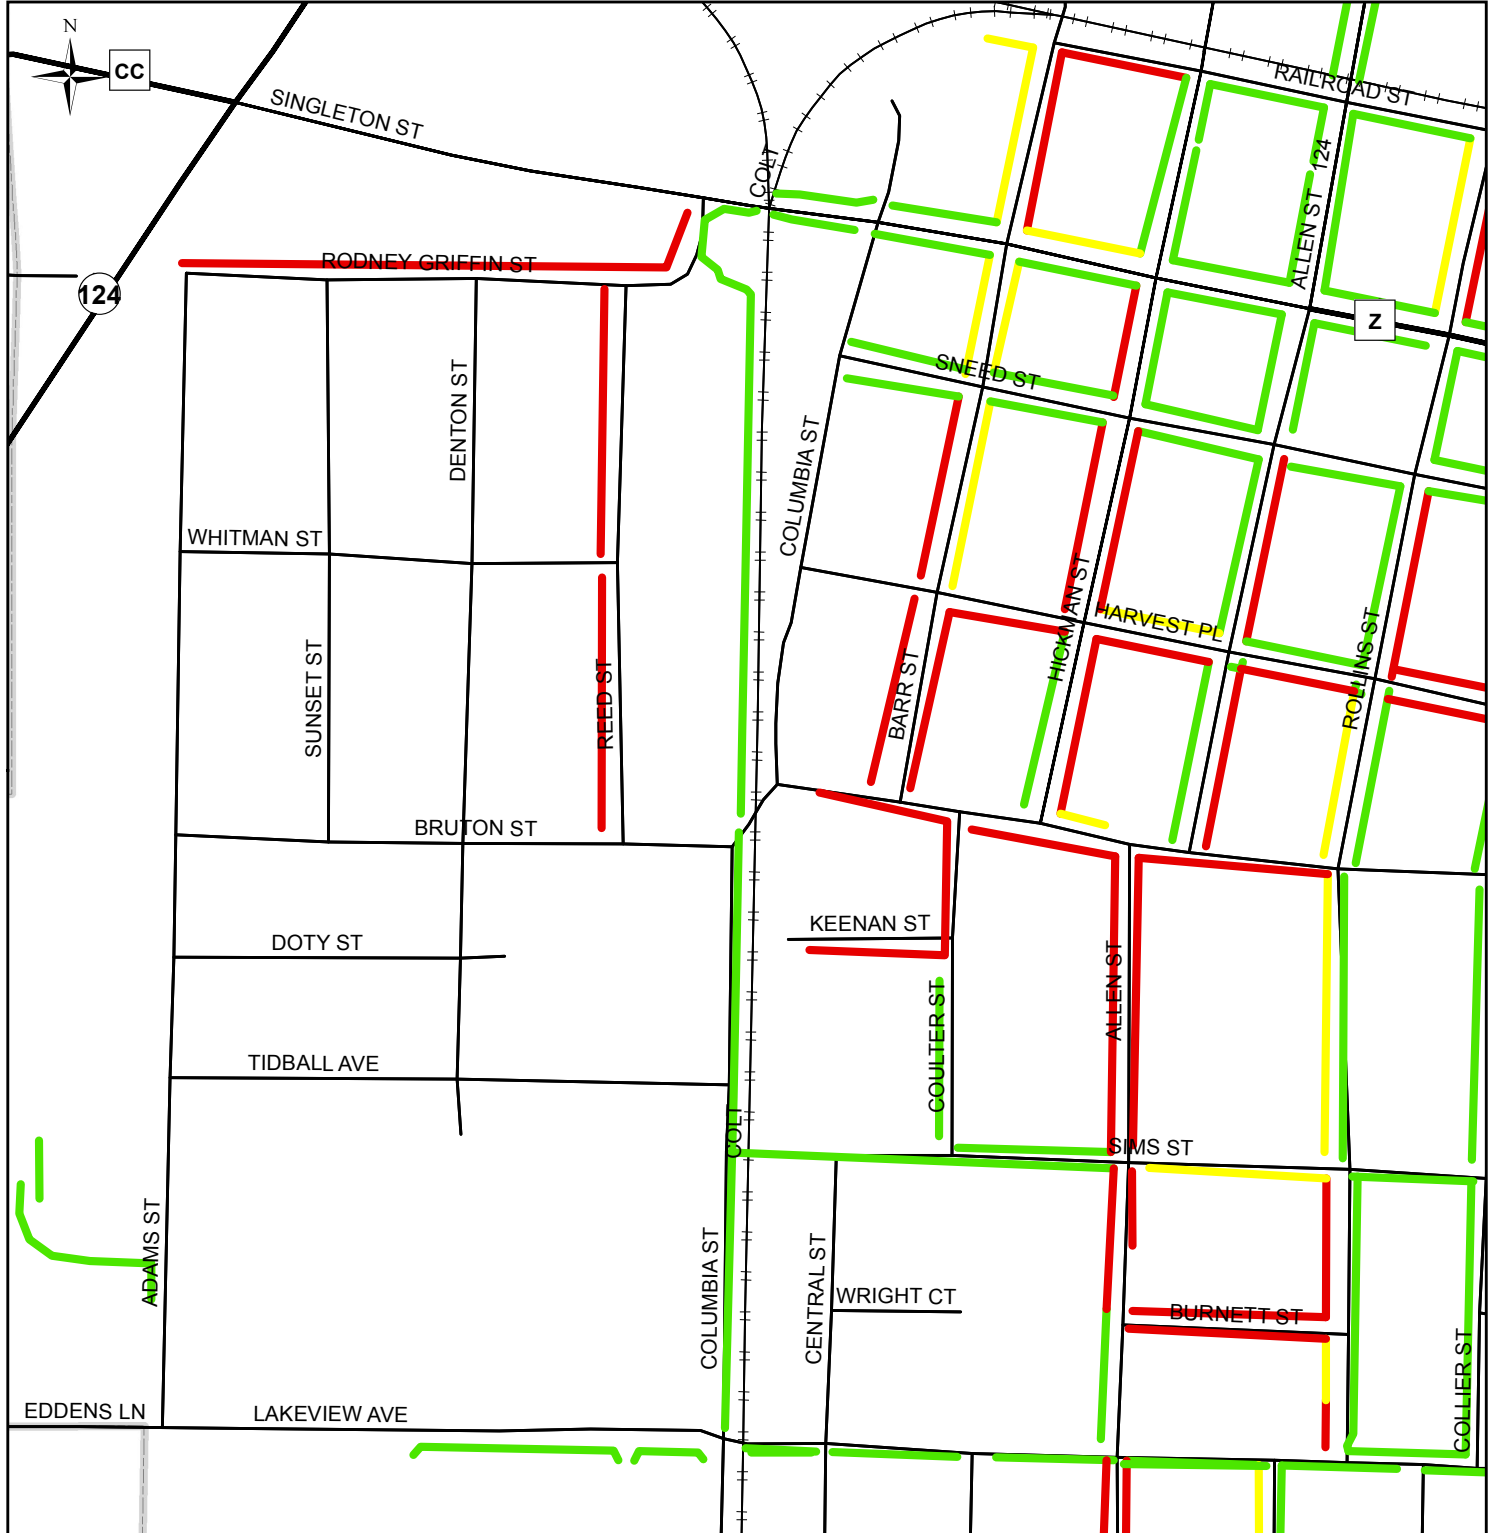 N
CC
SINGLETON ST
RAILROAD ST
COLT
124
ALLEN ST
RODNEY GRIFFIN ST
124
Z
SNEED ST
DENTON ST
COLUMBIA ST
WHITMAN ST
HICKMAN ST
HARVEST PL
ROLLINS ST
SUNSET ST
REED ST
BARR ST
BRUTON ST
KEENAN ST
DOTY ST
ALLEN ST
COULTER ST
TIDBALL AVE
COLT
SIMS ST
ADAMS ST
COLUMBIA ST
CENTRAL ST
WRIGHT CT
BURNETT ST
COLLIER ST
EDDENS LN
LAKEVIEW AVE